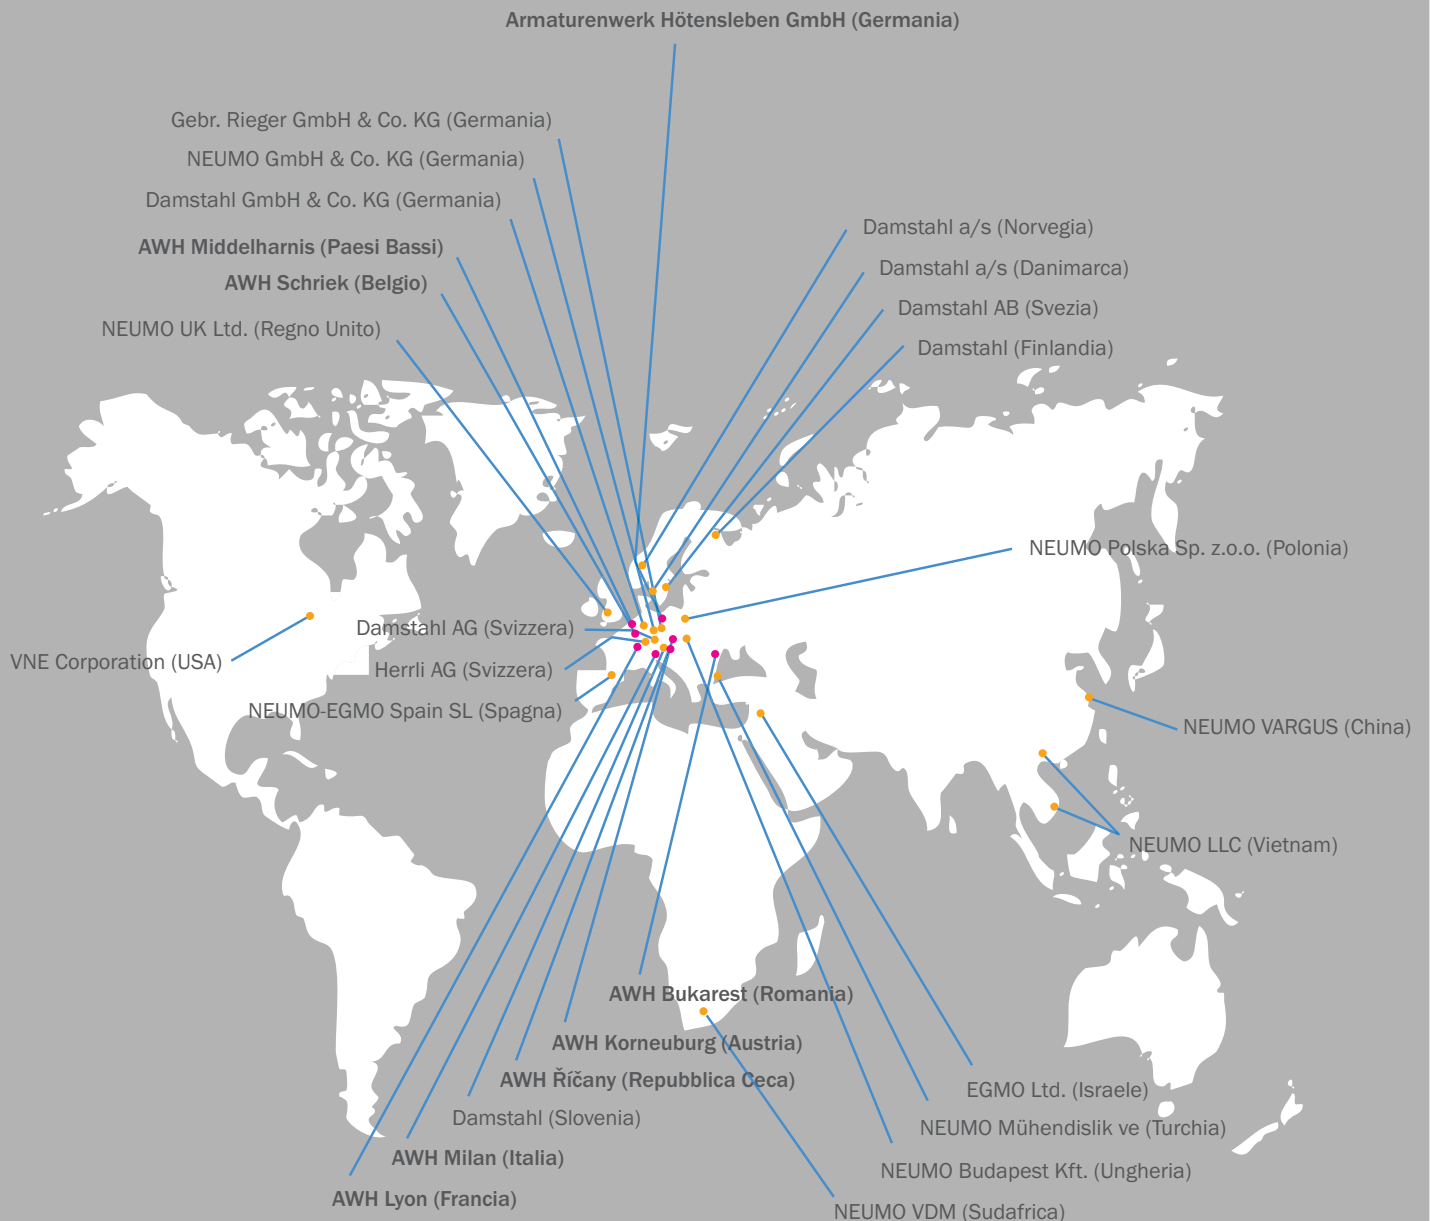 Armaturenwerk Hötensleben GmbH (Germania)
Gebr. Rieger GmbH & Co. KG (Germania)
NEUMO GmbH & Co. KG (Germania)
Damstahl GmbH & Co. KG (Germania)
AWH Middelharnis (Paesi Bassi)
AWH Schriek (Belgio)
NEUMO UK Ltd. (Regno Unito)
Damstahl a/s (Norvegia)
Damstahl a/s (Danimarca)
Damstahl AB (Svezia)
Damstahl (Finlandia)
NEUMO Polska Sp. z.o.o. (Polonia)
Damstahl AG (Svizzera)
VNE Corporation (USA)
Herrli AG (Svizzera)
NEUMO-EGMO Spain SL (Spagna)
NEUMO VARGUS (China)
NEUMO LLC (Vietnam)
AWH Bukarest (Romania)
AWH Korneuburg (Austria)
AWH Říčany (Repubblica Ceca)
Damstahl (Slovenia)
AWH Milan (Italia)
AWH Lyon (Francia)
EGMO Ltd. (Israele)
NEUMO Mühendislik ve (Turchia)
NEUMO Budapest Kft. (Ungheria)
NEUMO VDM (Sudafrica)